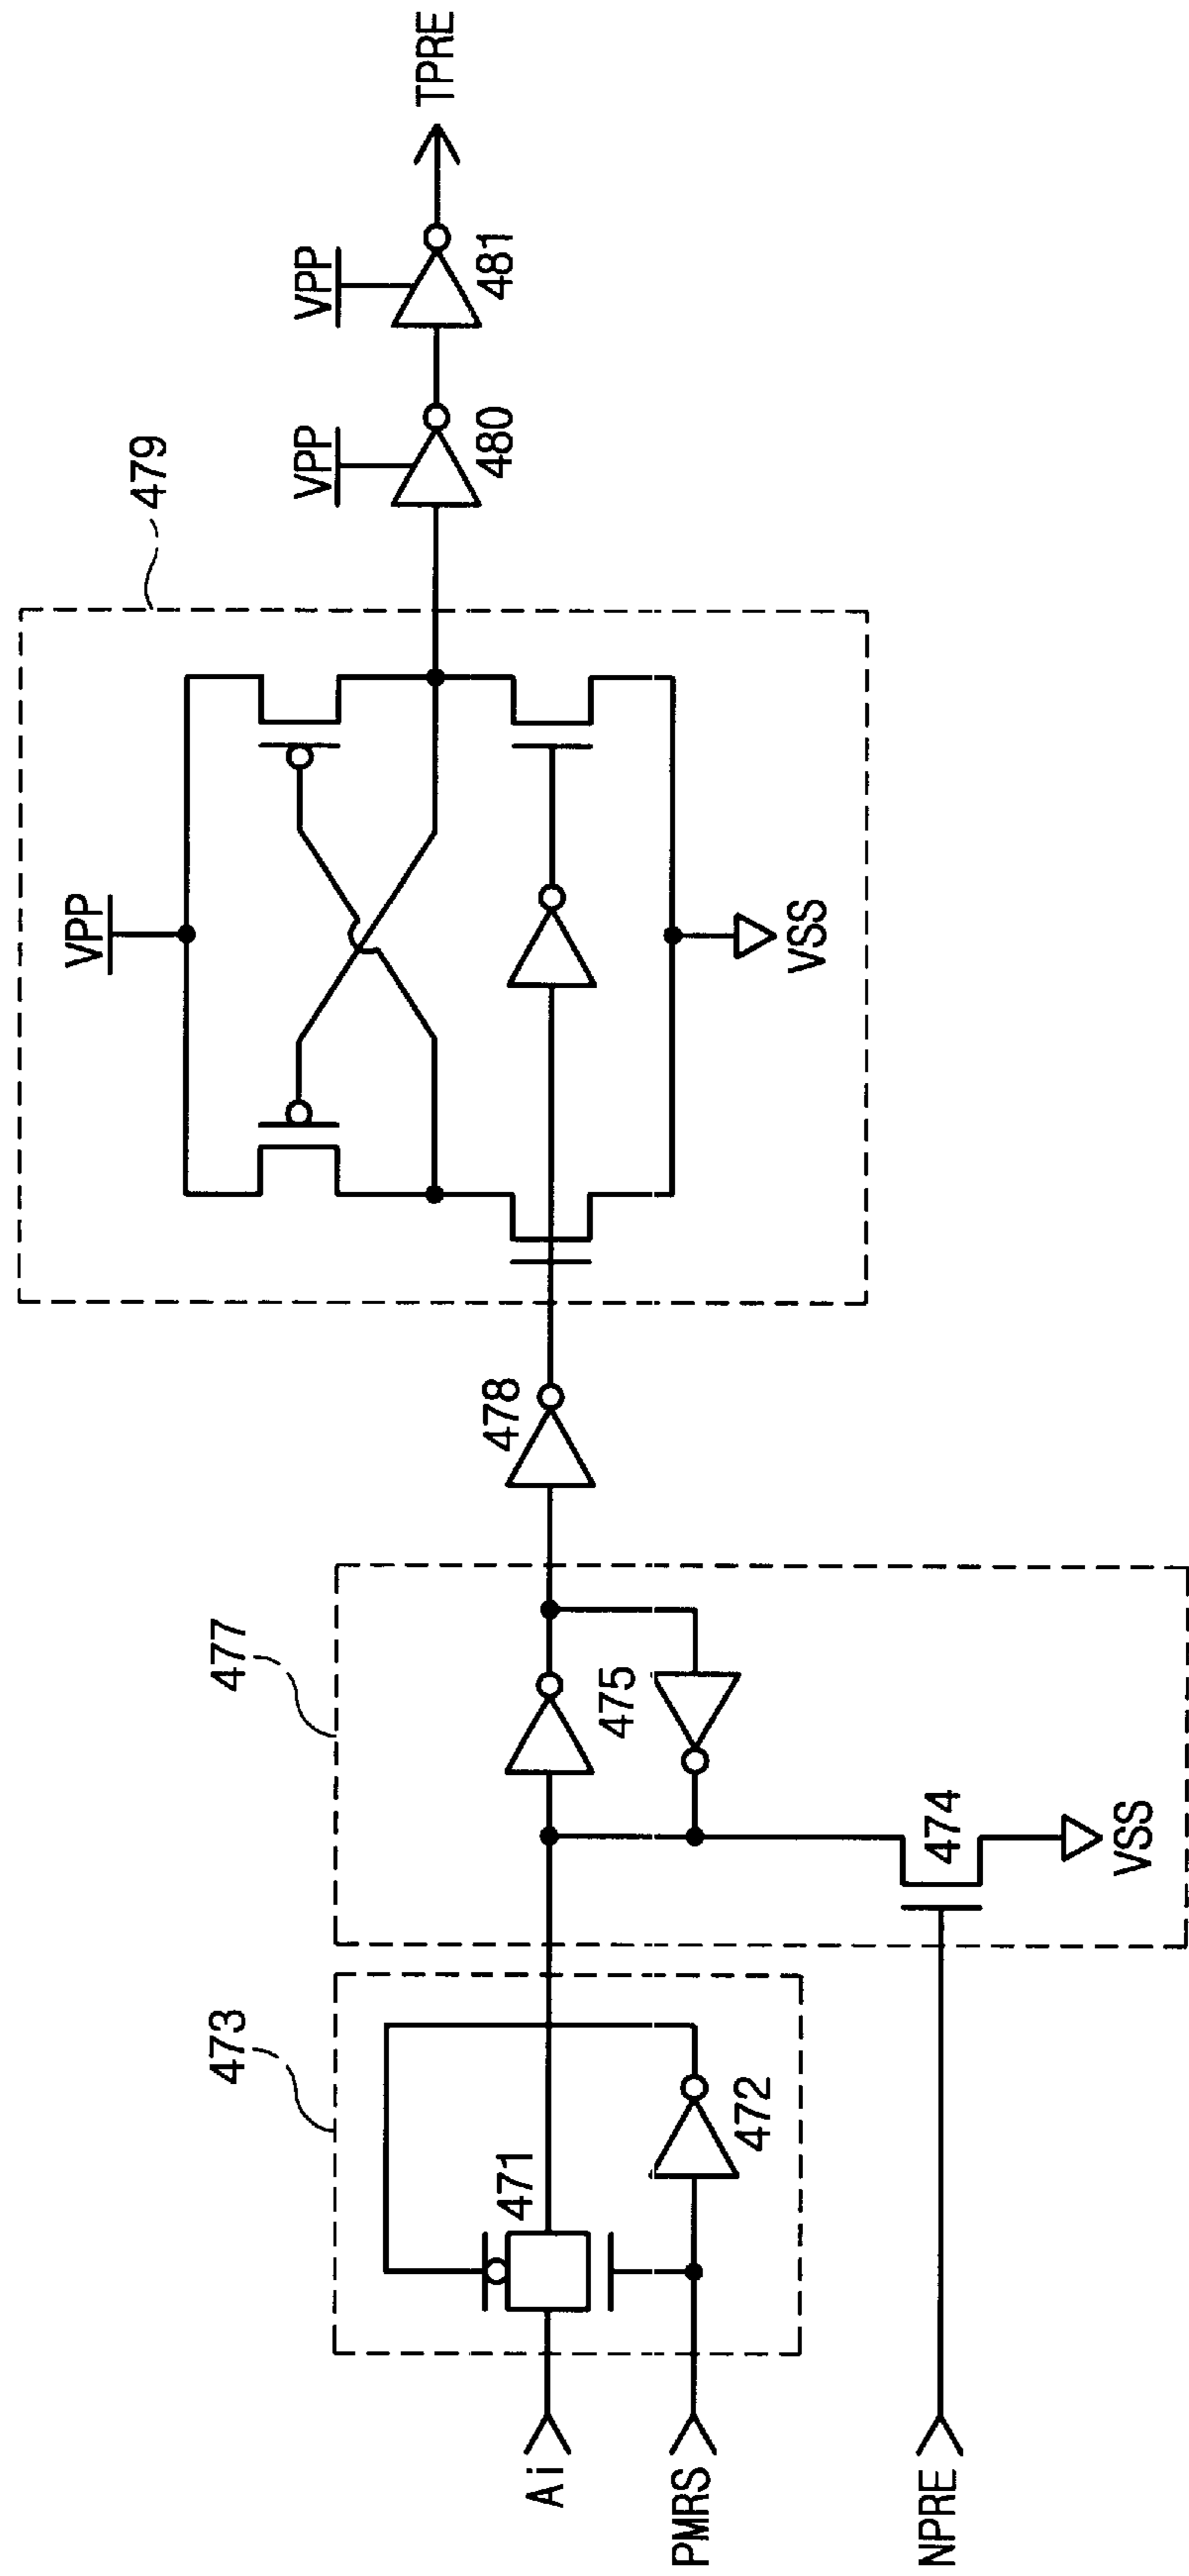 Ai
PMRS
NPRE
473
471
472
477
475
474
VSS
478
479
VPP
VSS
VPP
480
VPP
481
TPRE